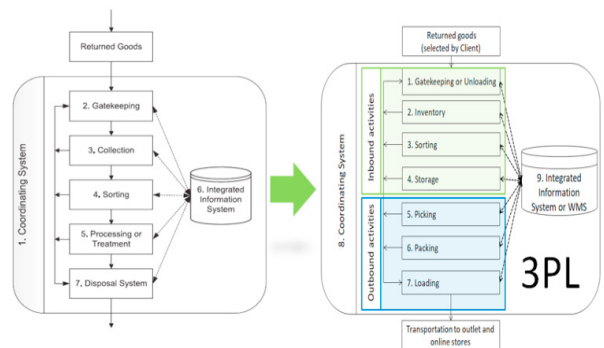 Returned Goods
1. Coordinating System
2. Gatekeeping
3. Collection
4. Sorting
5. Processing or
Treatment
7. Disposal System
6. Integrated
Information
System
Returned goods
(selected by Client)
8. Coordinating System
Inbound activities
1. Gatekeeping or Unloading
2. Inventory
3. Sorting
4. Storage
Outbound activities
5. Picking
6. Packing
7. Loading
9. Integrated
Information
System or WMS
3PL
Transportation to outlet and
online stores